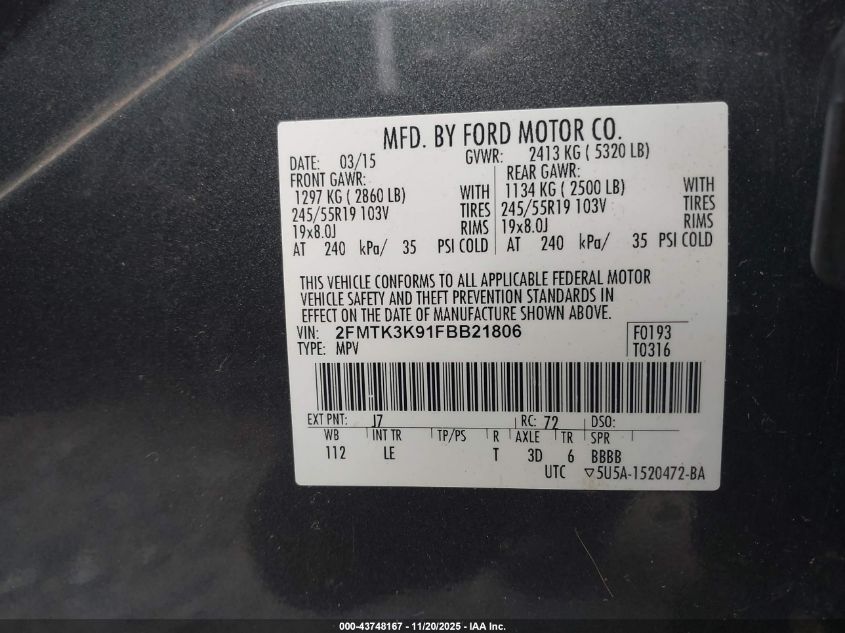 MFD. BY FORD MOTOR CO.
DATE: 03/15 GVWR: 2413 KG ( 5320 LB)
FRONT GAWR: REAR GAWR:
1297 KG ( 2860 LB) WITH 1134 KG ( 2500 LB) WITH
245/55R19 103V TIRES 245/55R19 103V TIRES
19x8.0J RIMS 19x8.0J RIMS
AT 240 kPa/ 35 PSI COLD AT 240 kPa/ 35 PSI COLD
THIS VEHICLE CONFORMS TO ALL APPLICABLE FEDERAL MOTOR
VEHICLE SAFETY AND THEFT PREVENTION STANDARDS IN
EFFECT ON THE DATE OF MANUFACTURE SHOWN ABOVE.
VIN: 2FMTK3K91FBB21806 F0193
TYPE: MPV T0316
EXT PNT: J7 RC: 72 DSO:
WB INT TR TP/PS R AXLE TR SPR
112 LE T 3D 6 BBBB
UTC ▽5U5A-1520472-BA
000-43748167 - 11/20/2025 - IAA Inc.